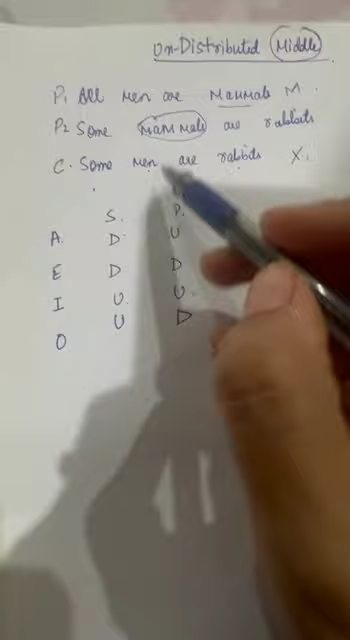 Un-Distributed Middle
P1 All men are Mammals M.
P2 Some mammals are rabbits
C. Some men are rabbits X.
S. P.
A. D U
E D D
I U. U.
O U D